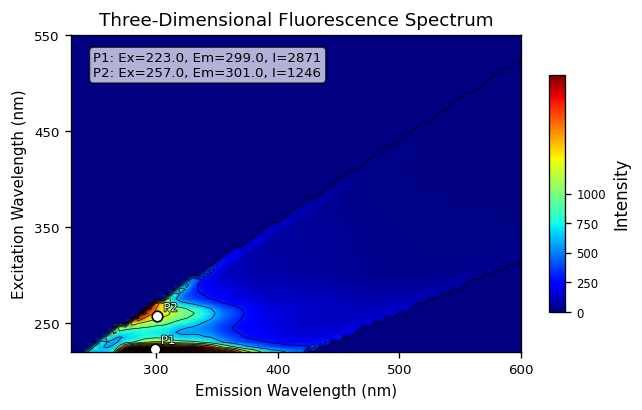 Three-Dimensional Fluorescence Spectrum
P1: Ex=223.0, Em=299.0, I=2871
P2: Ex=257.0, Em=301.0, I=1246
550
450
350
250
Excitation Wavelength (nm)
P2
P1
300
400
500
600
Emission Wavelength (nm)
1000
750
500
250
0
Intensity